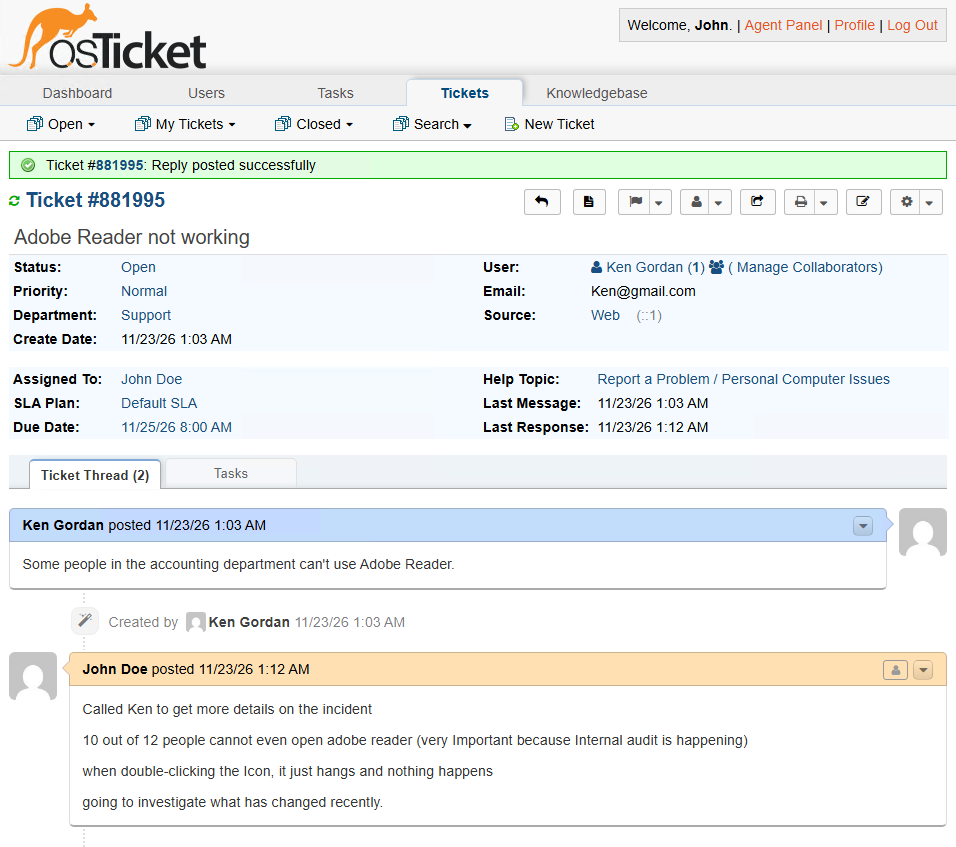 osTicket
Welcome, John. | Agent Panel | Profile | Log Out
Dashboard Users Tasks Tickets Knowledgebase
Open My Tickets Closed Search New Ticket
Ticket #881995: Reply posted successfully
Ticket #881995
Adobe Reader not working
Status: Open User: Ken Gordan (1) ( Manage Collaborators)
Priority: Normal Email: Ken@gmail.com
Department: Support Source: Web (::1)
Create Date: 11/23/26 1:03 AM
Assigned To: John Doe Help Topic: Report a Problem / Personal Computer Issues
SLA Plan: Default SLA Last Message: 11/23/26 1:03 AM
Due Date: 11/25/26 8:00 AM Last Response: 11/23/26 1:12 AM
Ticket Thread (2) Tasks
Ken Gordan posted 11/23/26 1:03 AM
Some people in the accounting department can't use Adobe Reader.
Created by Ken Gordan 11/23/26 1:03 AM
John Doe posted 11/23/26 1:12 AM
Called Ken to get more details on the incident
10 out of 12 people cannot even open adobe reader (very Important because Internal audit is happening)
when double-clicking the Icon, it just hangs and nothing happens
going to investigate what has changed recently.